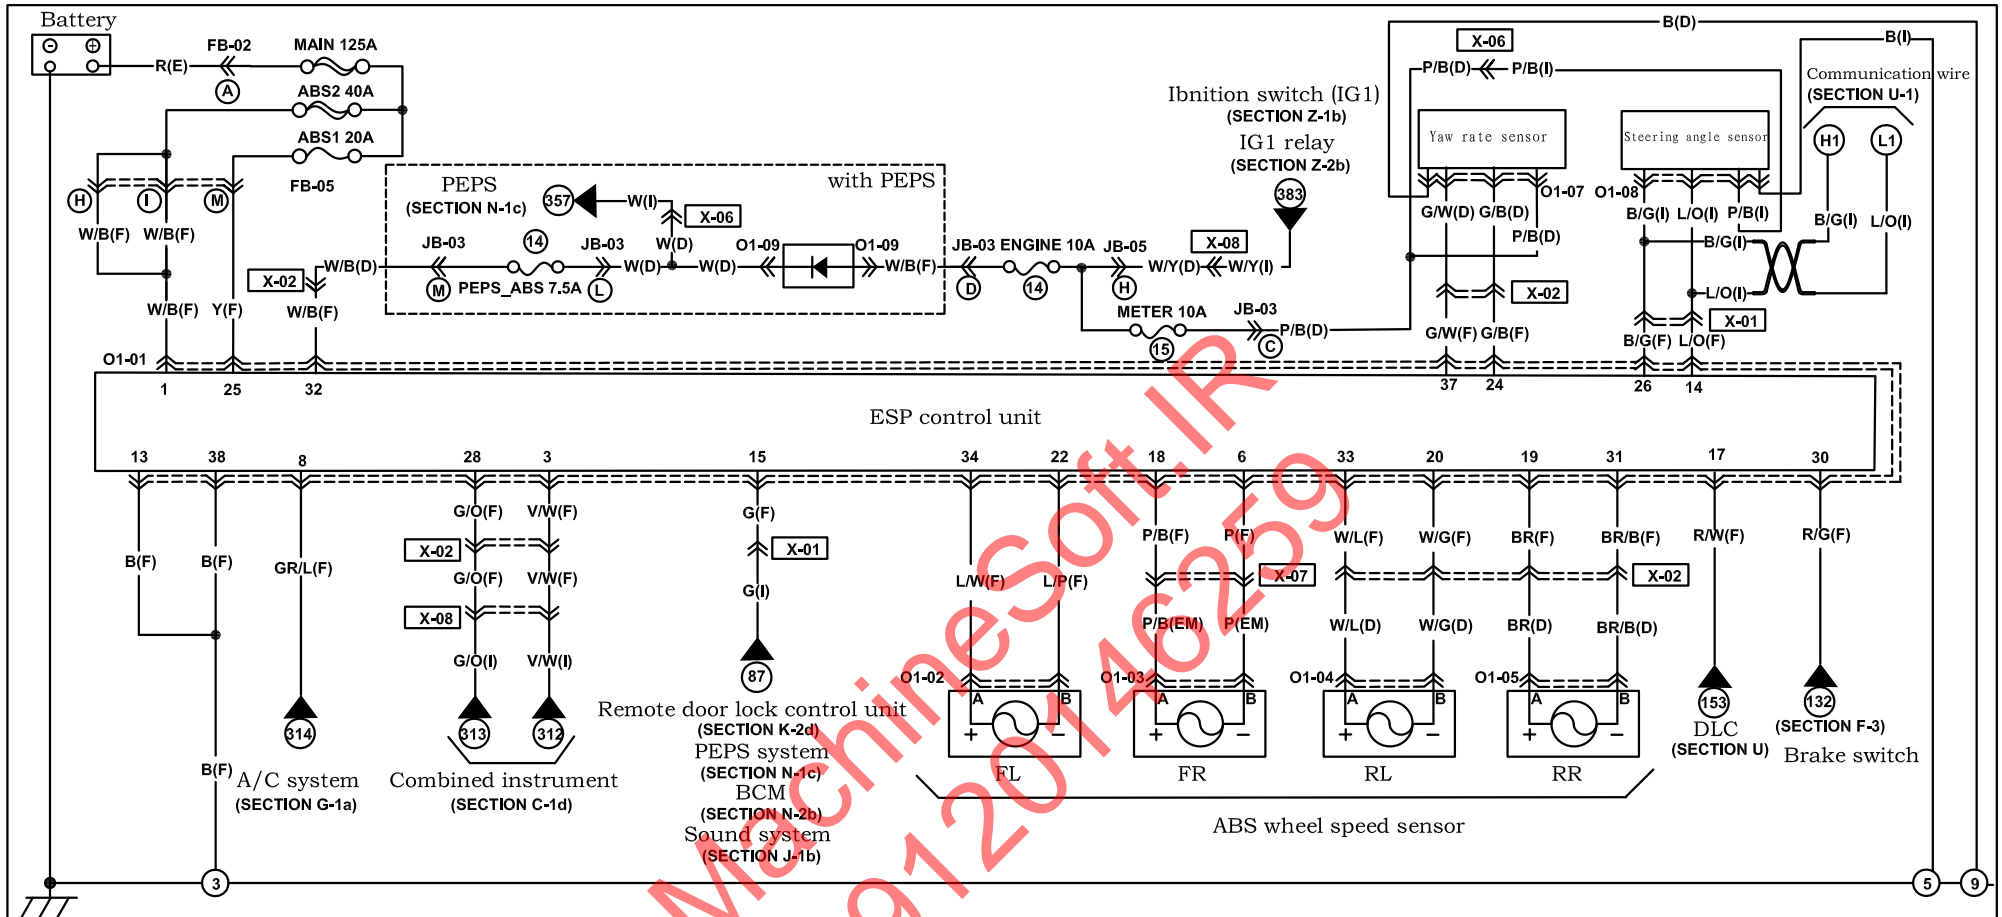 Battery
FB-02
MAIN 125A
R(E)
A
ABS2 40A
ABS1 20A
FB-05
H
I
M
W/B(F)
W/B(F)
W/B(F)
Y(F)
X-02
W/B(D)
W/B(F)
PEPS
(SECTION N-1c)
with PEPS
357
W(I)
X-06
W(D)
JB-03
14
JB-03
W(D)
W(D)
O1-09
O1-09
W/B(F)
M
PEPS_ABS 7.5A
L
JB-03
ENGINE 10A
JB-05
D
14
H
W/Y(D)
X-08
W/Y(I)
METER 10A
JB-03
15
C
P/B(D)
Ibnition switch (IG1)
(SECTION Z-1b)
IG1 relay
(SECTION Z-2b)
383
B(D)
X-06
P/B(D)
P/B(I)
B(I)
Communication wire
(SECTION U-1)
H1
L1
Yaw rate sensor
Steering angle sensor
O1-07
O1-08
G/W(D)
G/B(D)
P/B(D)
B/G(I)
L/O(I)
P/B(I)
B/G(I)
L/O(I)
B/G(I)
L/O(I)
X-02
X-01
G/W(F)
G/B(F)
B/G(F)
L/O(F)
O1-01
1
25
32
37
24
26
14
ESP control unit
13
38
8
28
3
15
34
22
18
6
33
20
19
31
17
30
B(F)
B(F)
GR/L(F)
G/O(F)
V/W(F)
X-02
G/O(F)
V/W(F)
X-08
G/O(I)
V/W(I)
G(F)
X-01
G(I)
L/W(F)
L/P(F)
P/B(F)
P(F)
X-07
P/B(EM)
P(EM)
W/L(F)
W/G(F)
BR(F)
BR/B(F)
X-02
W/L(D)
W/G(D)
BR(D)
BR/B(D)
R/W(F)
R/G(F)
B(F)
314
A/C system
(SECTION G-1a)
313
312
Combined instrument
(SECTION C-1d)
87
Remote door lock control unit
(SECTION K-2d)
PEPS system
(SECTION N-1c)
BCM
(SECTION N-2b)
Sound system
(SECTION J-1b)
O1-02
A
B
+
−
FL
O1-03
A
B
+
−
FR
O1-04
A
B
+
−
RL
O1-05
A
B
+
−
RR
ABS wheel speed sensor
153
DLC
(SECTION U)
132
(SECTION F-3)
Brake switch
3
5
9
MachineSoft.IR
09120146259